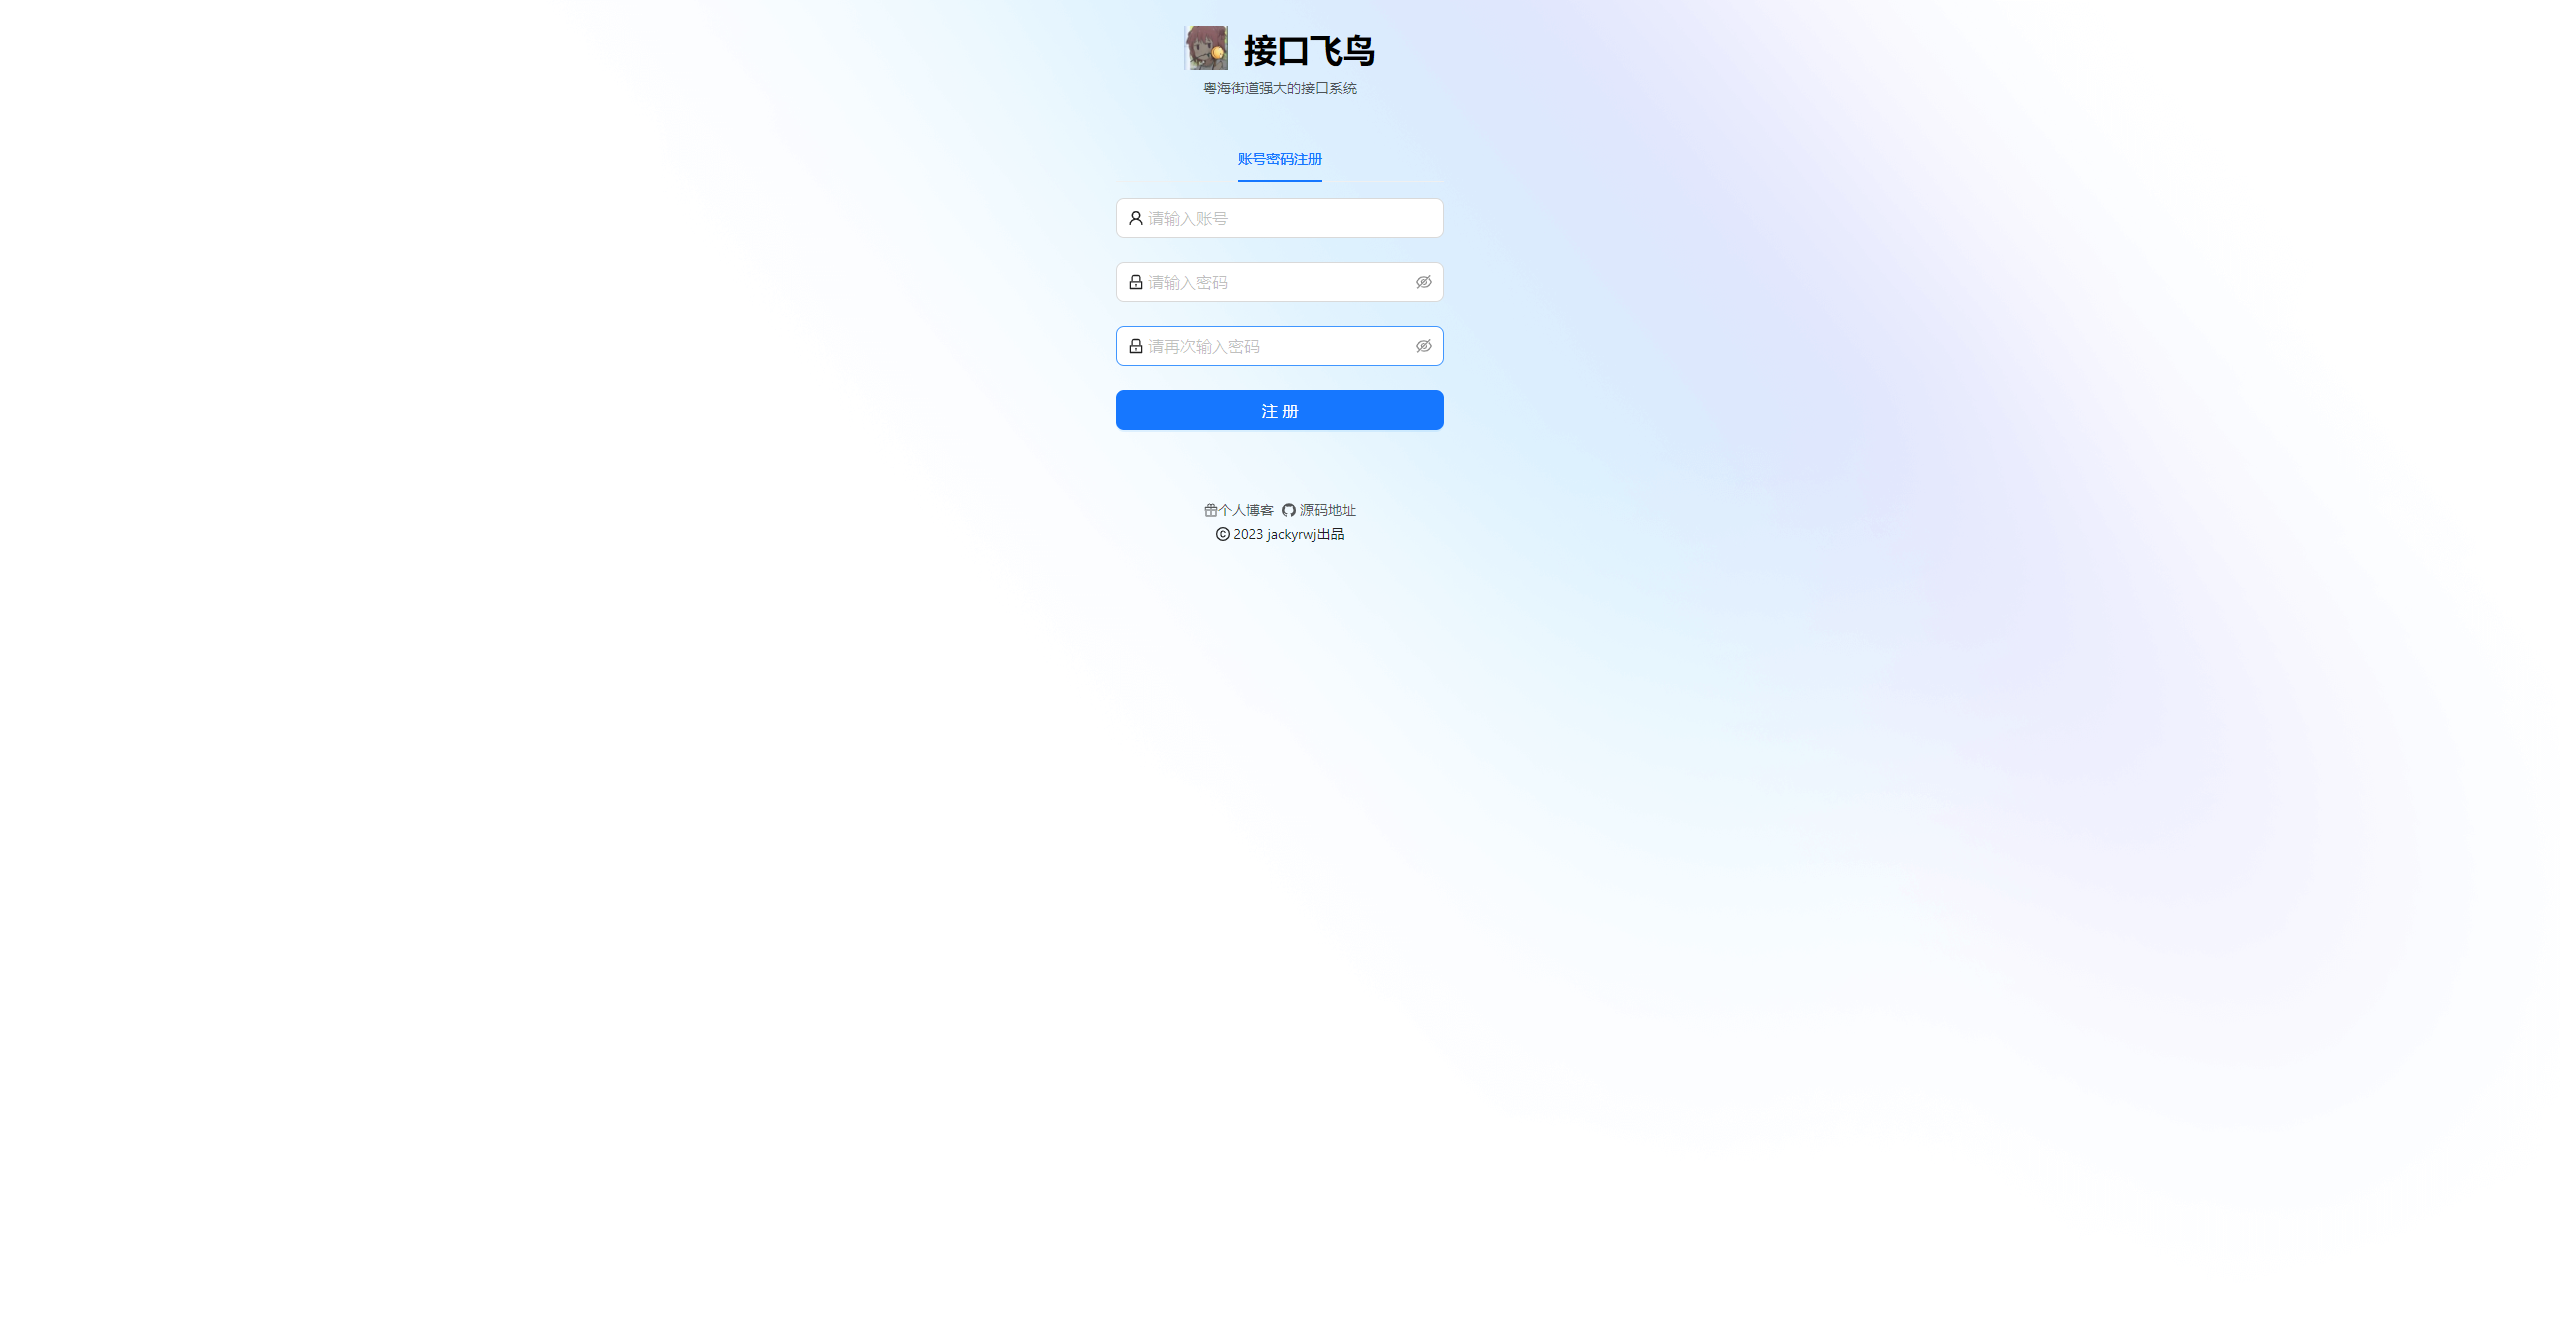 接口飞鸟
粤海街道强大的接口系统
账号密码注册
请输入账号
请输入密码
请再次输入密码
注 册
个人博客 源码地址
© 2023 jackyrwj出品